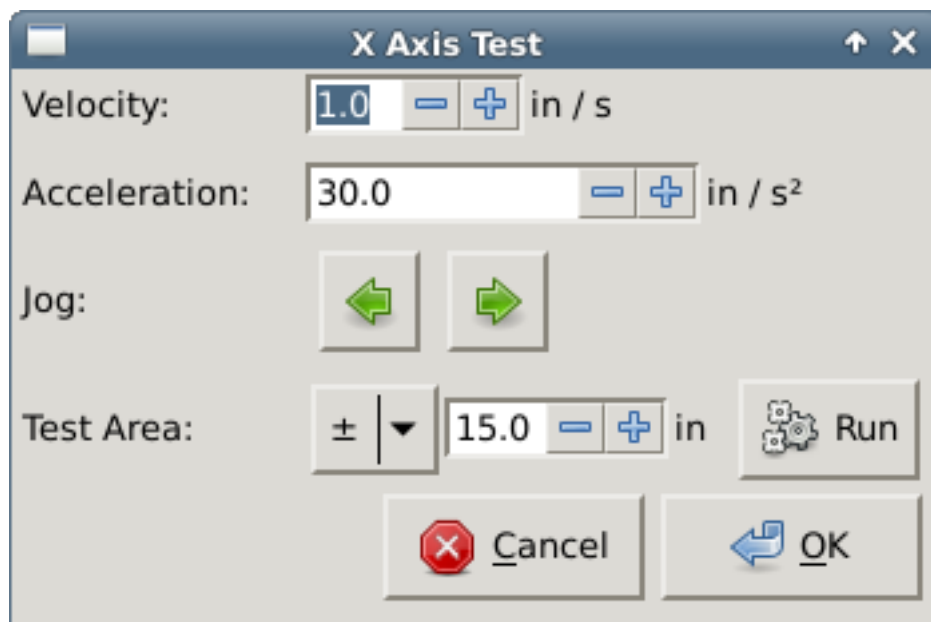 X Axis Test
Velocity: 1.0 in / s
Acceleration: 30.0 in / s²
Jog:
Test Area: ± 15.0 in Run
Cancel OK